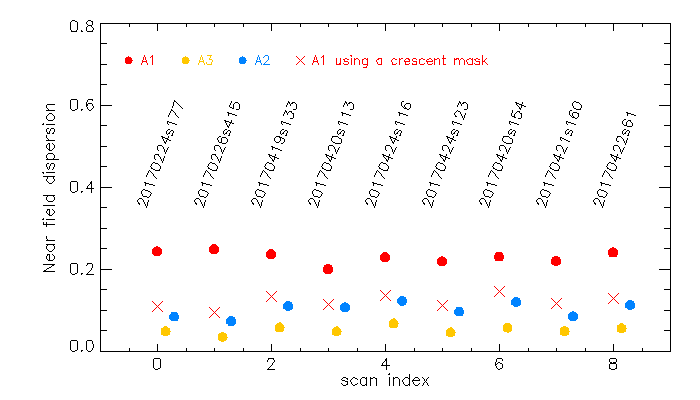 0.8
A1 A3 A2 A1 using a crescent mask
0.6
20170224s177 20170226s415 20170419s133 20170420s113 20170424s116 20170424s123 20170420s154 20170421s160 20170422s61
Near field dispersion
0.4
0.2
0.0
0 2 4 6 8
scan index